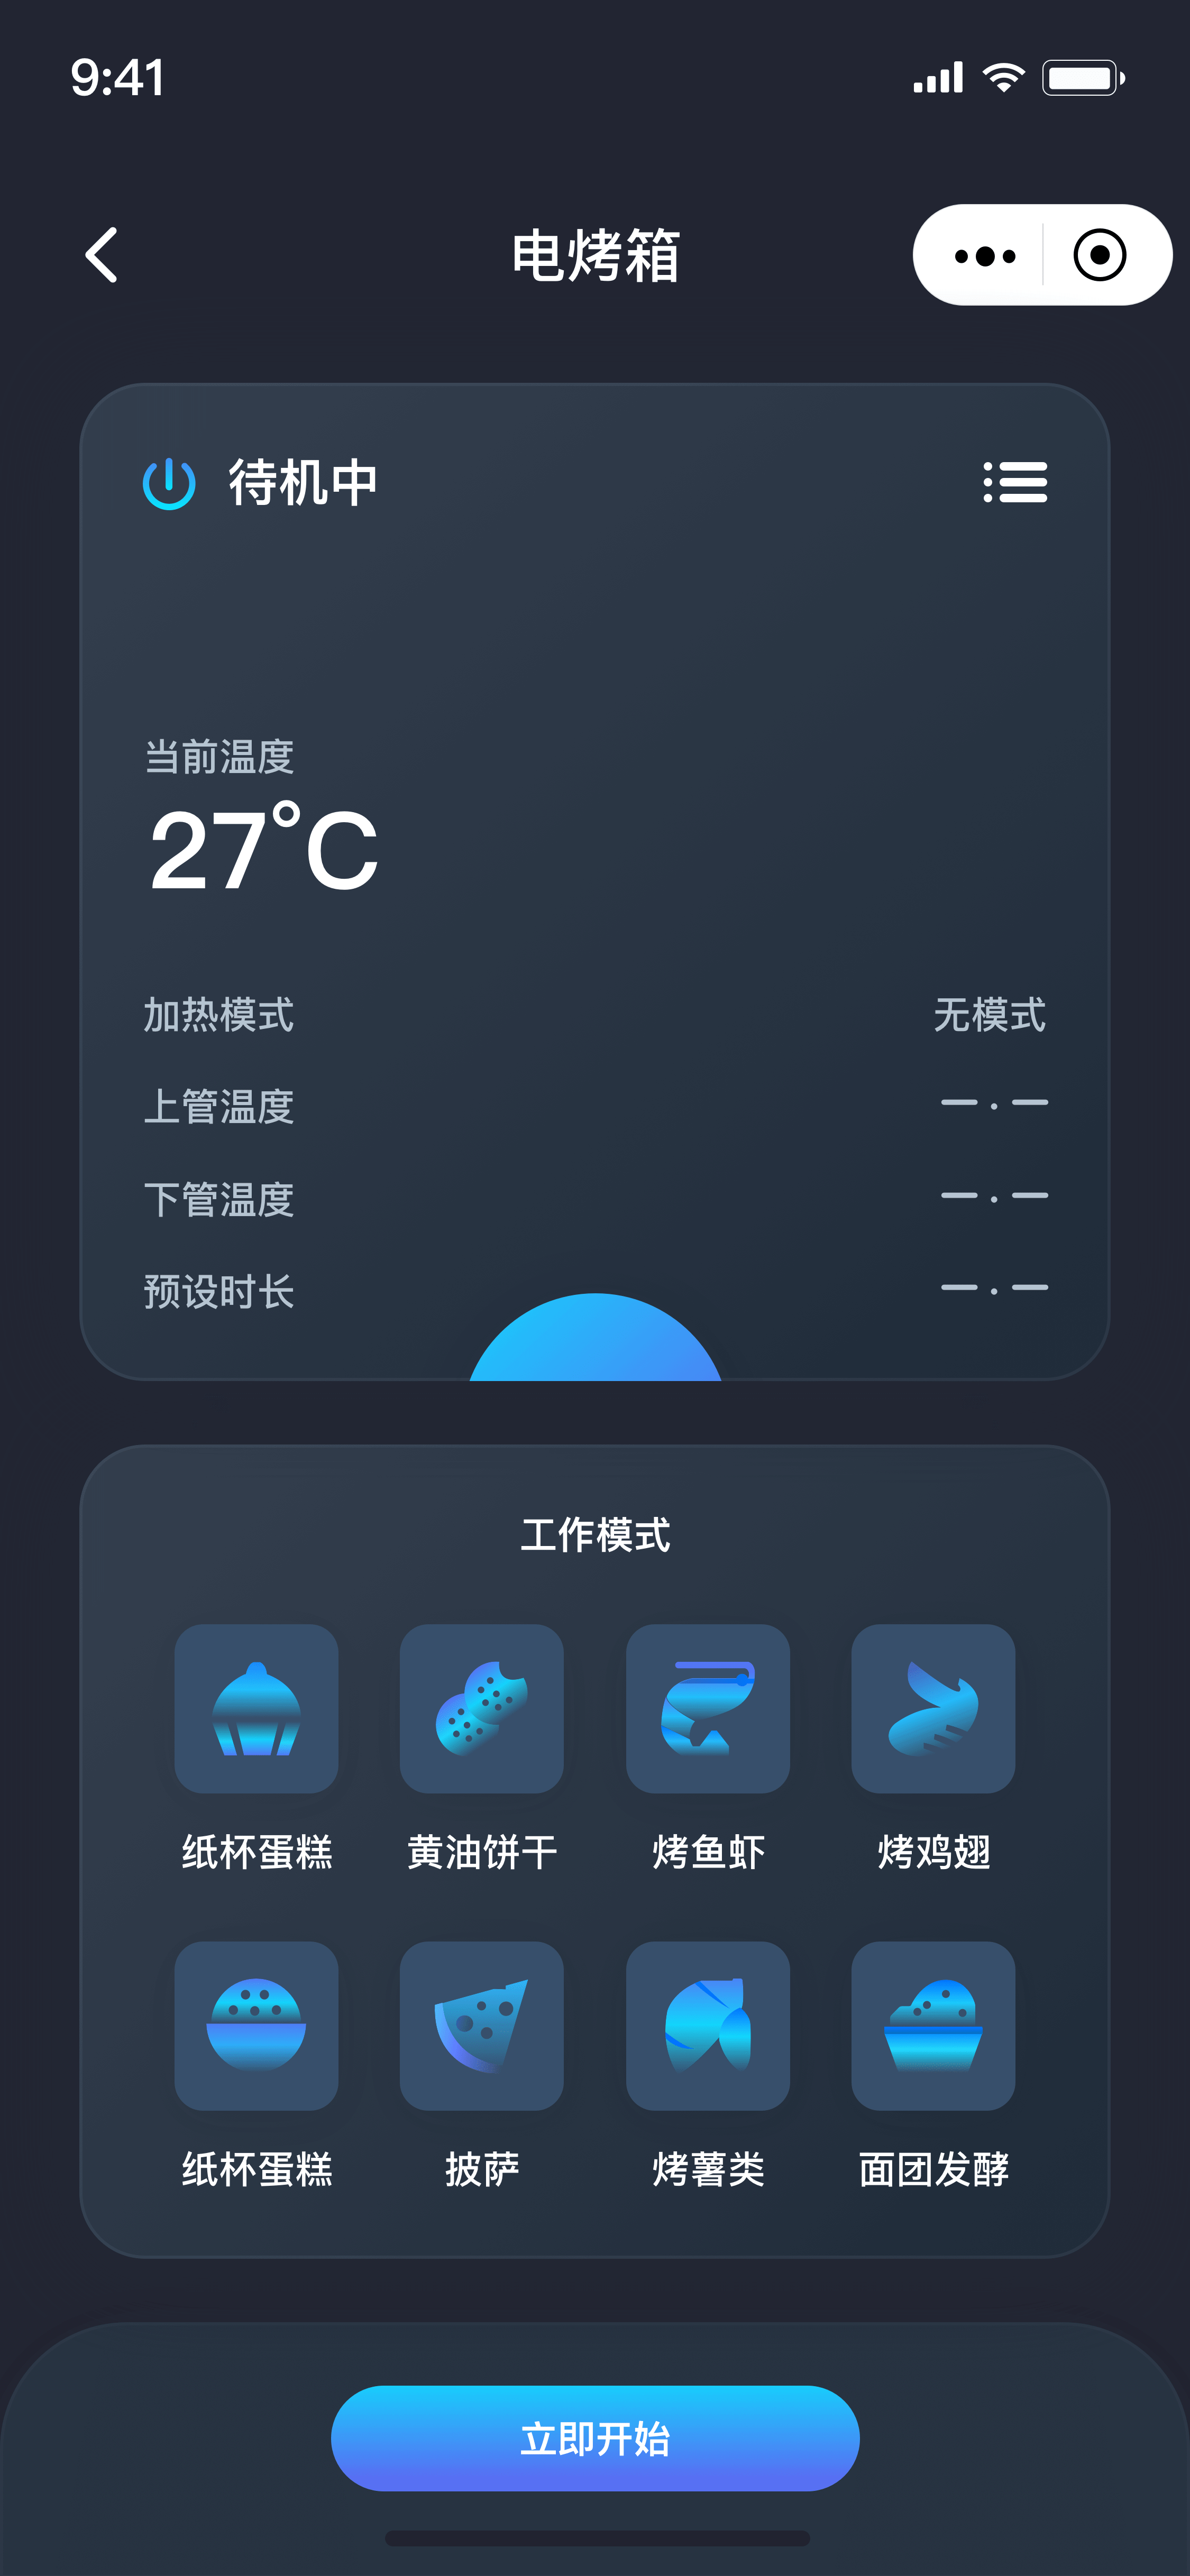 9:41
电烤箱
待机中
当前温度
27°C
加热模式 无模式
上管温度 – . –
下管温度 – . –
预设时长 – . –
工作模式
纸杯蛋糕 黄油饼干 烤鱼虾 烤鸡翅
纸杯蛋糕 披萨 烤薯类 面团发酵
立即开始